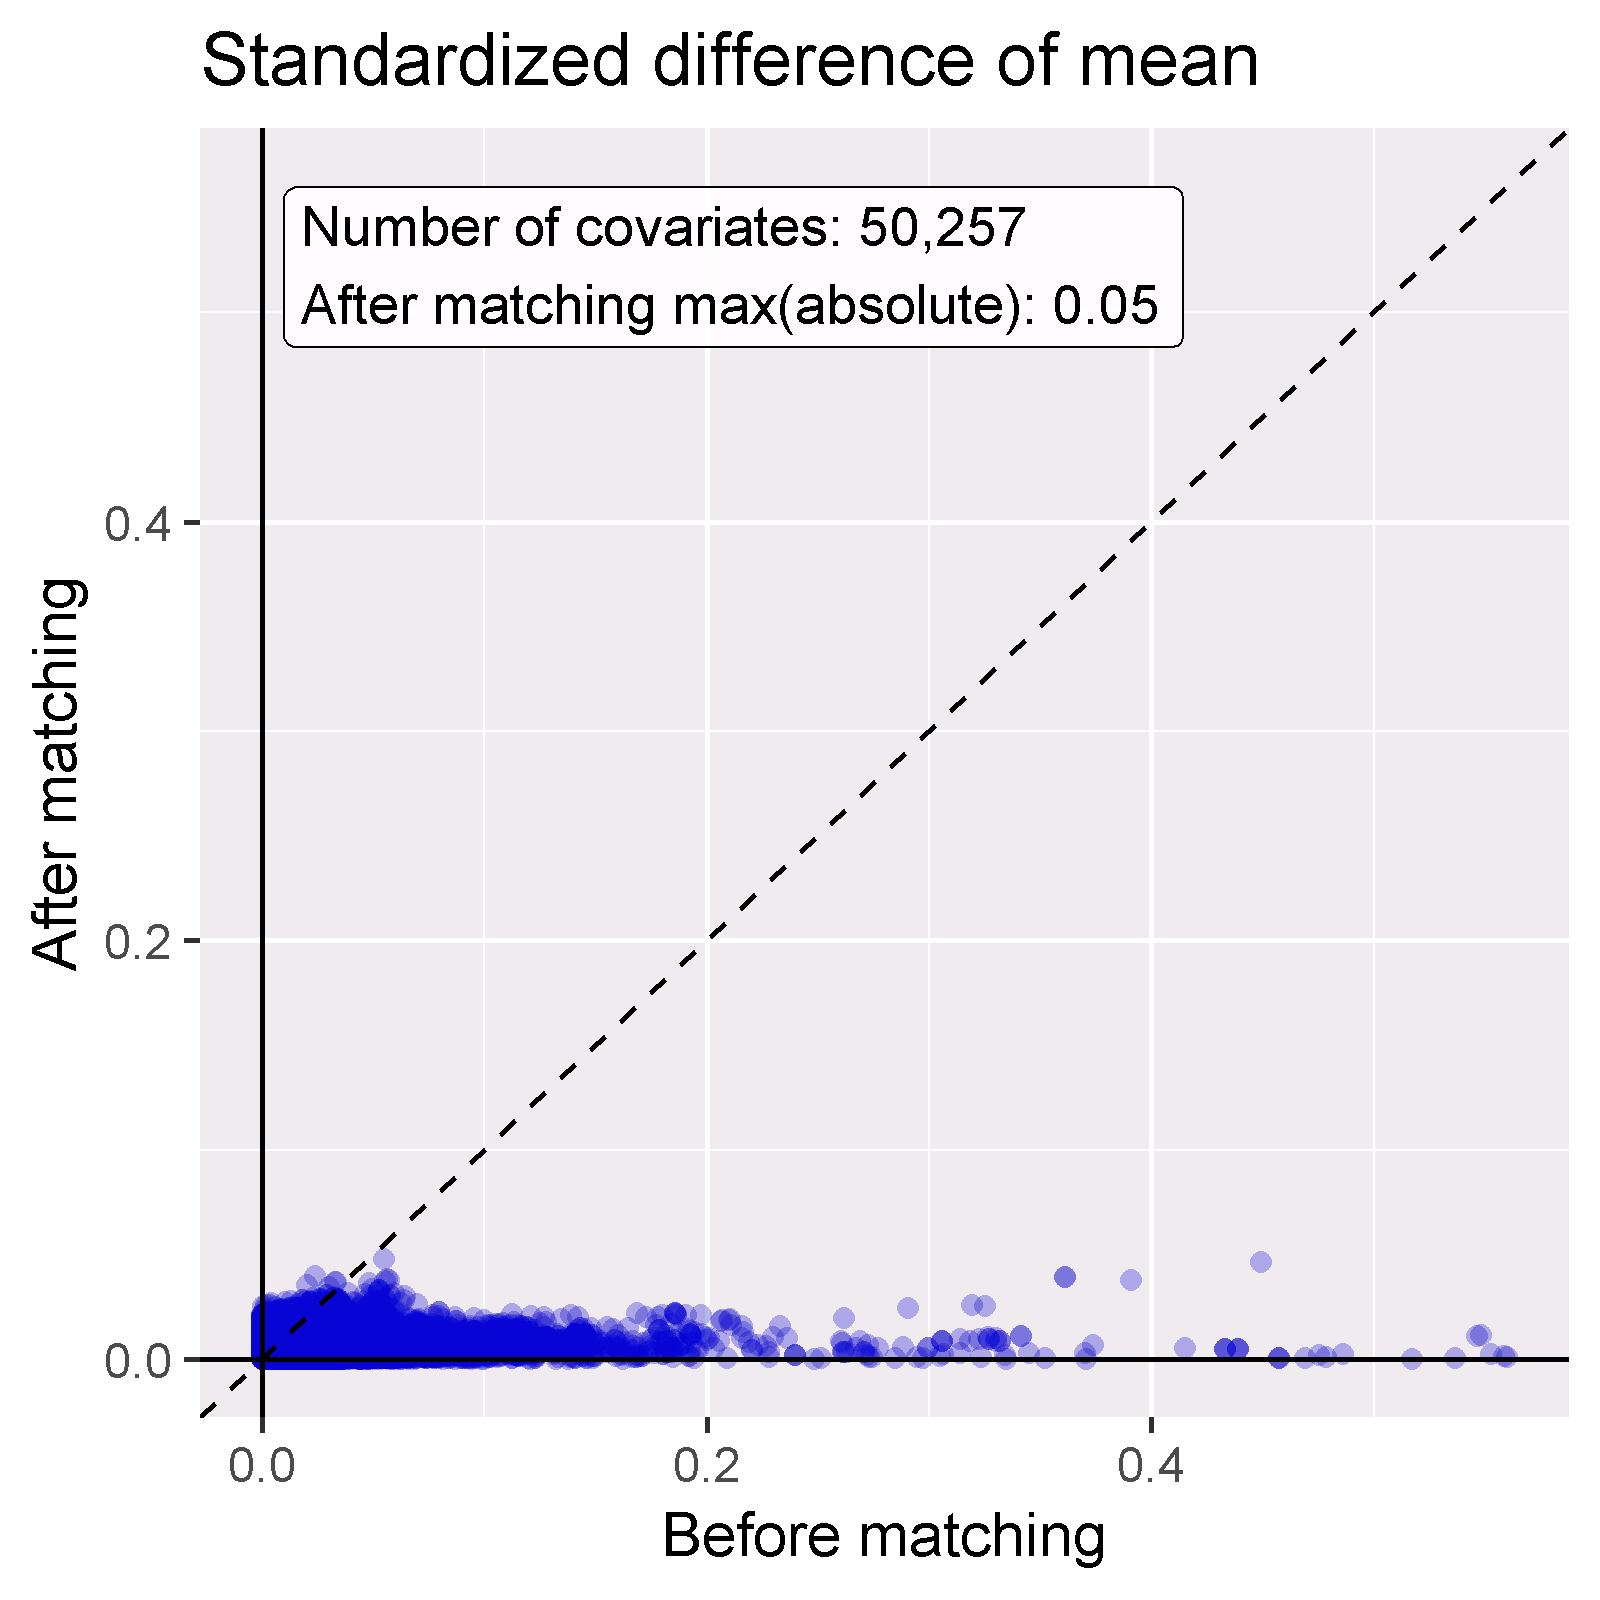 Standardized difference of mean
Number of covariates: 50,257
After matching max(absolute): 0.05
After matching
0.4
0.2
0.0
0.0
0.2
0.4
Before matching